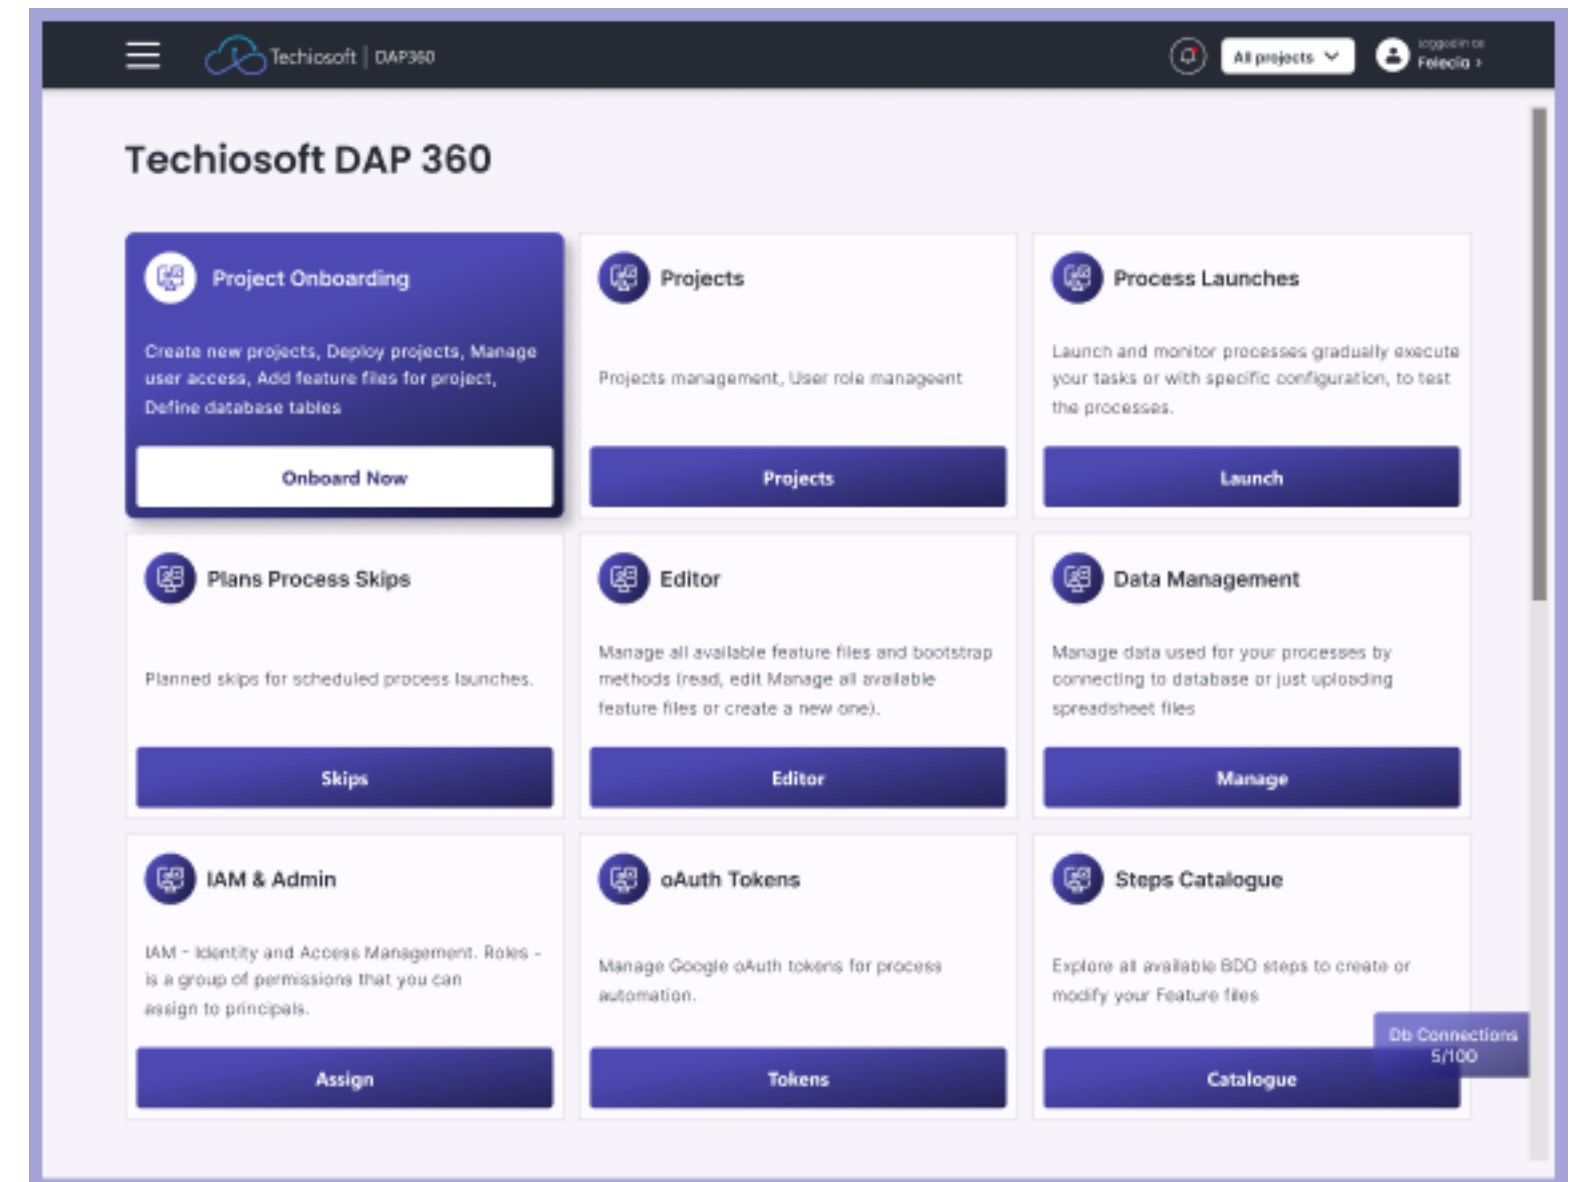 Techiosoft | DAP360
All projects
logged in as
Felecia ›
Techiosoft DAP 360
Project Onboarding
Create new projects, Deploy projects, Manage
user access, Add feature files for project,
Define database tables
Onboard Now
Projects
Projects management, User role manageent
Projects
Process Launches
Launch and monitor processes gradually execute
your tasks or with specific configuration, to test
the processes.
Launch
Plans Process Skips
Planned skips for scheduled process launches.
Skips
Editor
Manage all available feature files and bootstrap
methods (read, edit Manage all available
feature files or create a new one).
Editor
Data Management
Manage data used for your processes by
connecting to database or just uploading
spreadsheet files
Manage
IAM & Admin
IAM - Identity and Access Management. Roles -
is a group of permissions that you can
assign to principals.
Assign
oAuth Tokens
Manage Google oAuth tokens for process
automation.
Tokens
Steps Catalogue
Explore all available BDD steps to create or
modify your Feature files
Catalogue
Db Connections
5/100